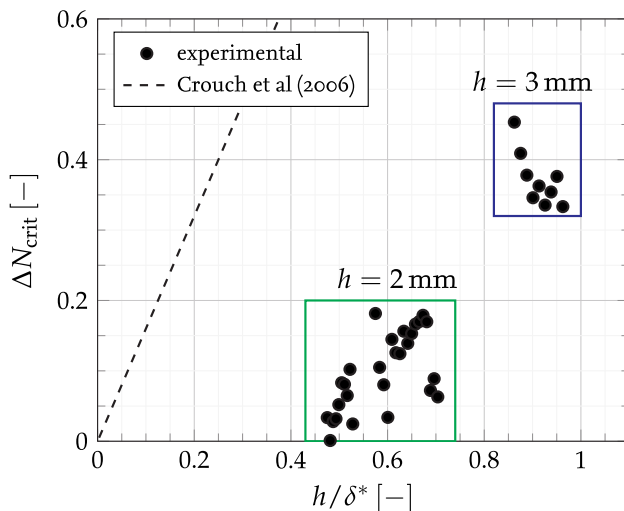 0.6
experimental
Crouch et al (2006)
h = 3 mm
0.4
ΔN_crit [−]
h = 2 mm
0.2
0
0 0.2 0.4 0.6 0.8 1
h/δ* [−]